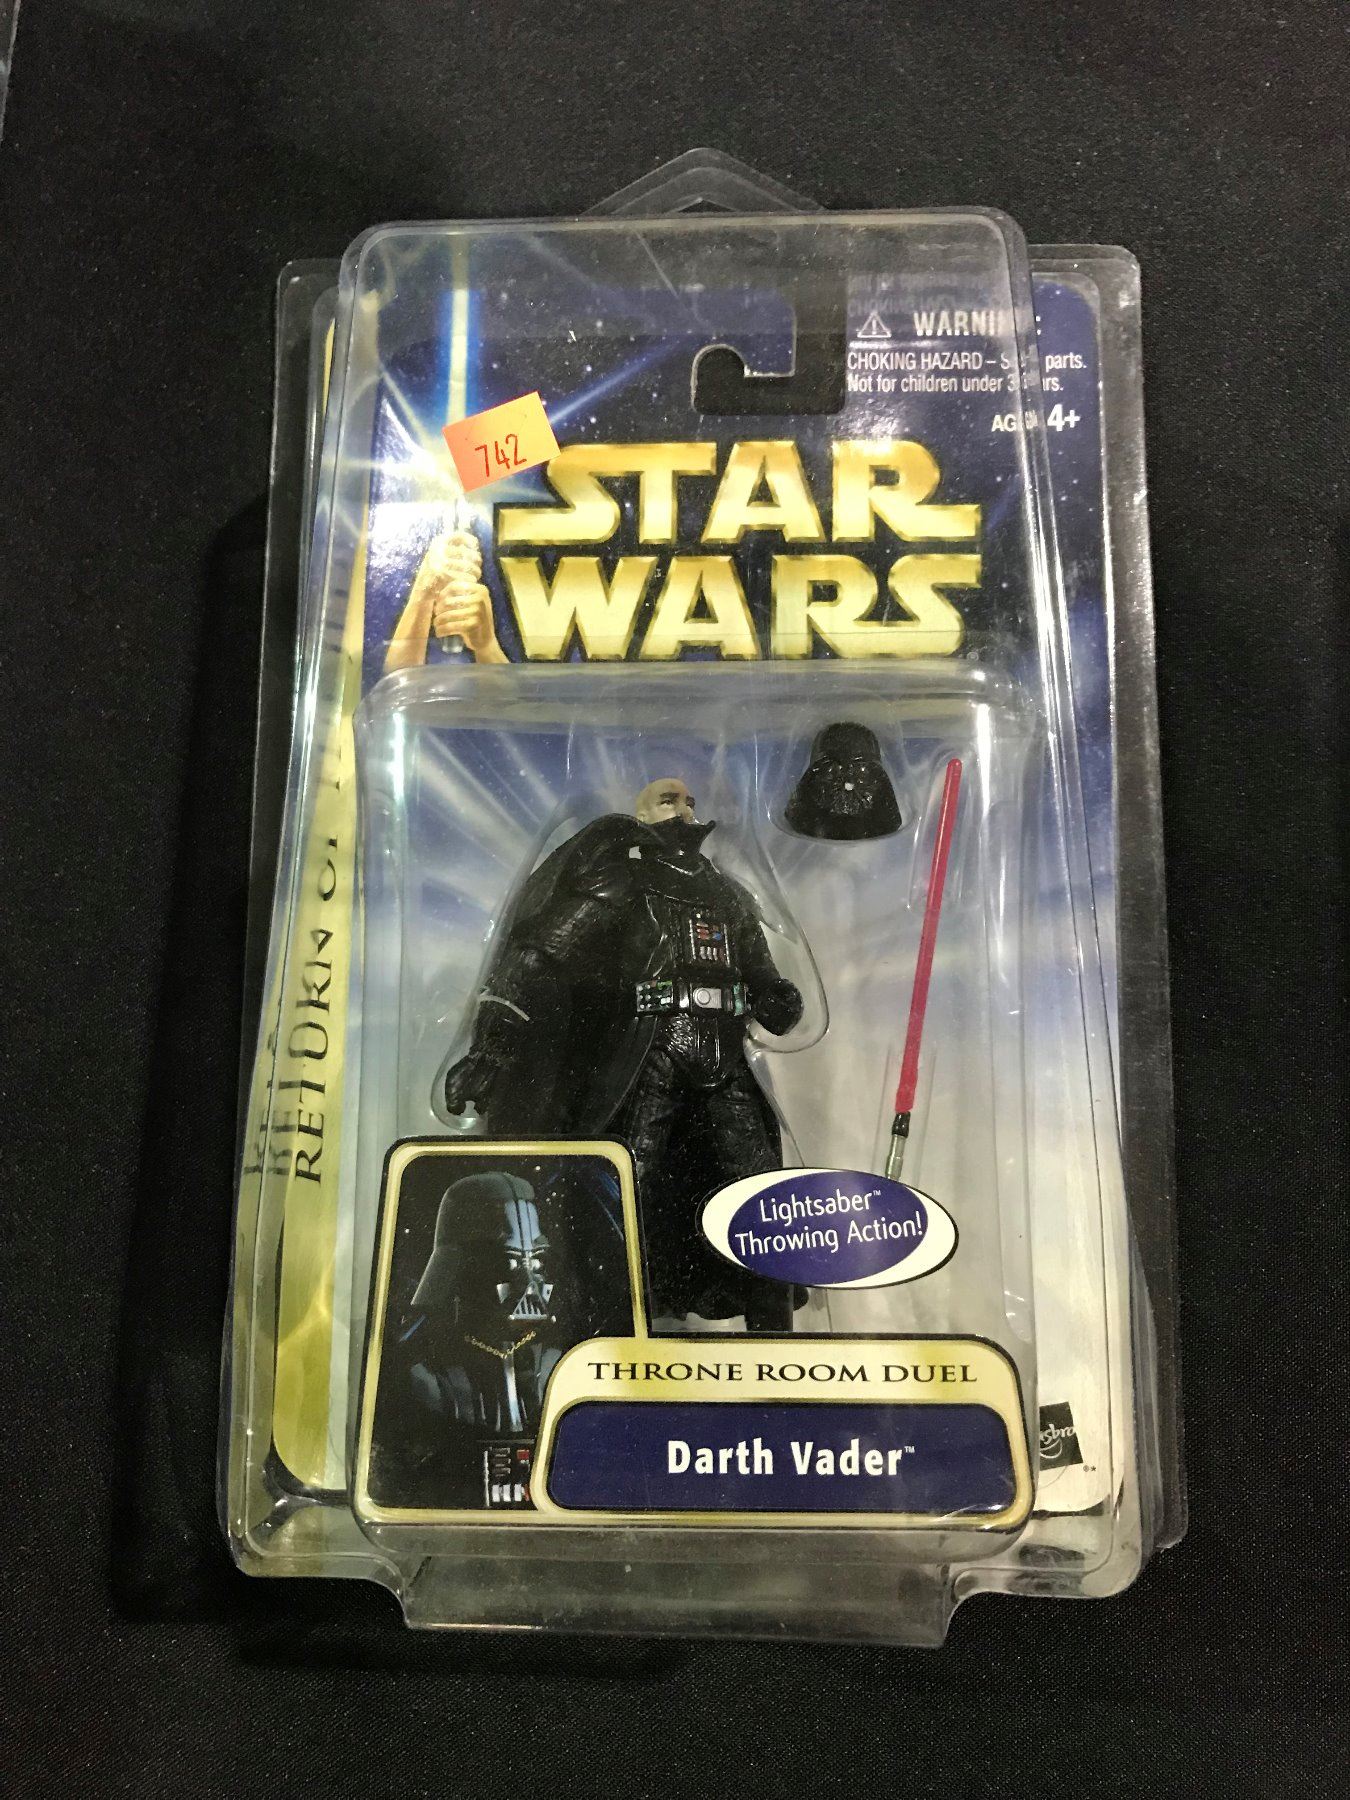 WARNI
CHOKING HAZARD – S parts.
Not for children under 3
AG 4+
742
STAR
WARS
RETURN OF
Lightsaber™
Throwing Action!
THRONE ROOM DUEL
Darth Vader™